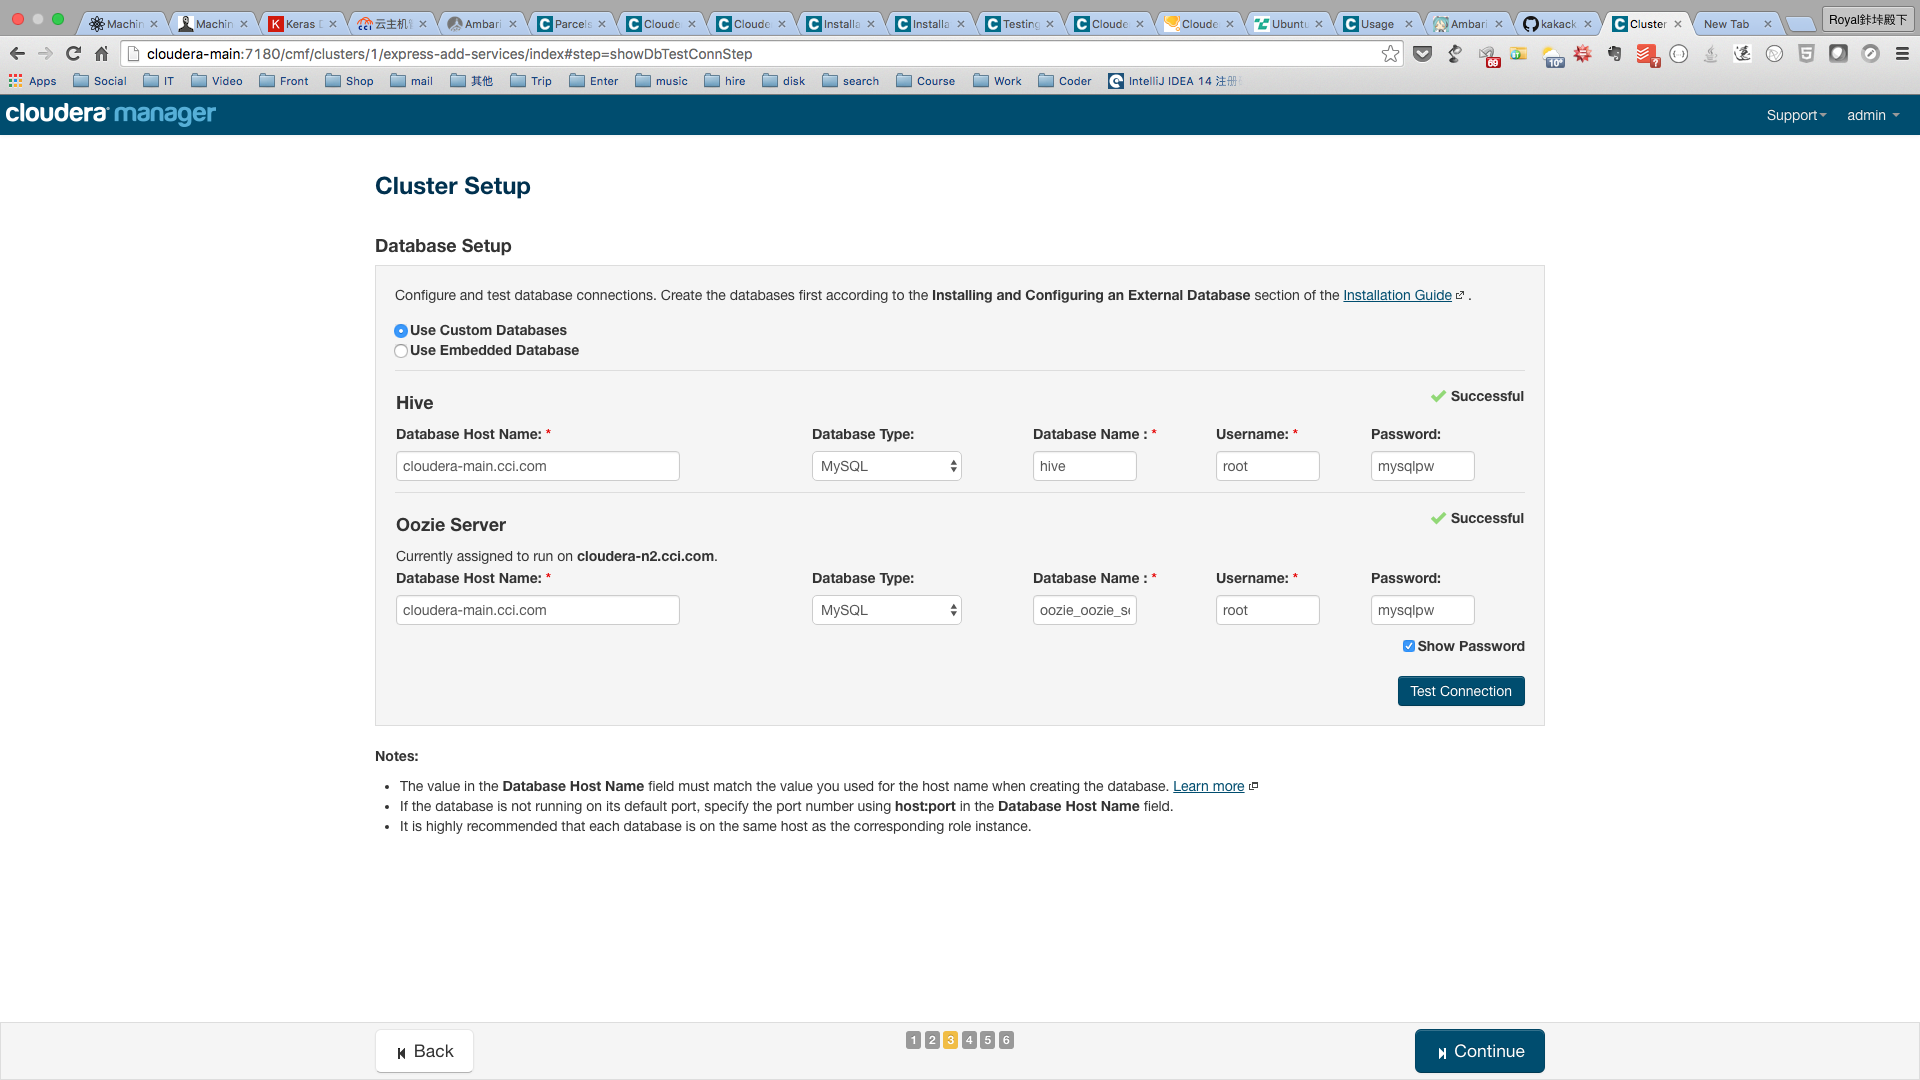 Machin
Machin
Keras D
云主机管
Ambari
Parcels
Cloude
Cloude
Installa
Installa
Testing
Cloude
Cloude
Ubuntu
Usage
Ambari
kakack
Cluster
New Tab
cloudera-main:7180/cmf/clusters/1/express-add-services/index#step=showDbTestConnStep
69
10°
?
Apps Social IT Video Front Shop mail 其他 Trip Enter music hire disk search Course Work Coder IntelliJ IDEA 14 注册
cloudera manager
Support admin
Cluster Setup
Database Setup
Configure and test database connections. Create the databases first according to the Installing and Configuring an External Database section of the Installation Guide .
Use Custom Databases
Use Embedded Database
Hive
Successful
Database Host Name: * Database Type: Database Name : * Username: * Password:
cloudera-main.cci.com MySQL hive root mysqlpw
Oozie Server
Successful
Currently assigned to run on cloudera-n2.cci.com.
Database Host Name: * Database Type: Database Name : * Username: * Password:
cloudera-main.cci.com MySQL oozie_oozie_se root mysqlpw
Show Password
Test Connection
Notes:
• The value in the Database Host Name field must match the value you used for the host name when creating the database. Learn more
• If the database is not running on its default port, specify the port number using host:port in the Database Host Name field.
• It is highly recommended that each database is on the same host as the corresponding role instance.
Back
1 2 3 4 5 6
Continue